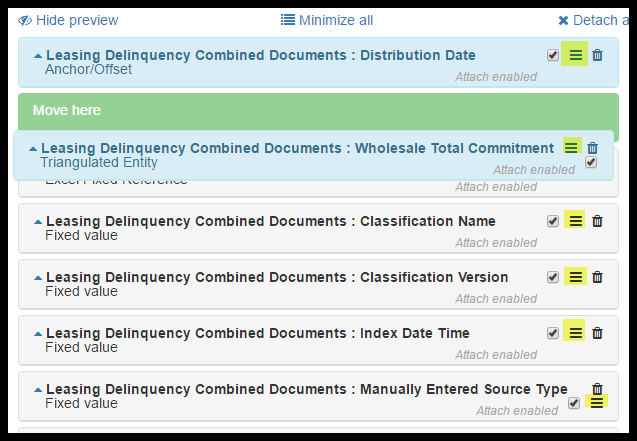 Hide preview Minimize all Detach a
Leasing Delinquency Combined Documents : Distribution Date
Anchor/Offset
Attach enabled
Move here
Leasing Delinquency Combined Documents : Wholesale Total Commitment
Triangulated Entity
Attach enabled
Excel Fixed Reference
Attach enabled
Leasing Delinquency Combined Documents : Classification Name
Fixed value
Attach enabled
Leasing Delinquency Combined Documents : Classification Version
Fixed value
Attach enabled
Leasing Delinquency Combined Documents : Index Date Time
Fixed value
Attach enabled
Leasing Delinquency Combined Documents : Manually Entered Source Type
Fixed value
Attach enabled